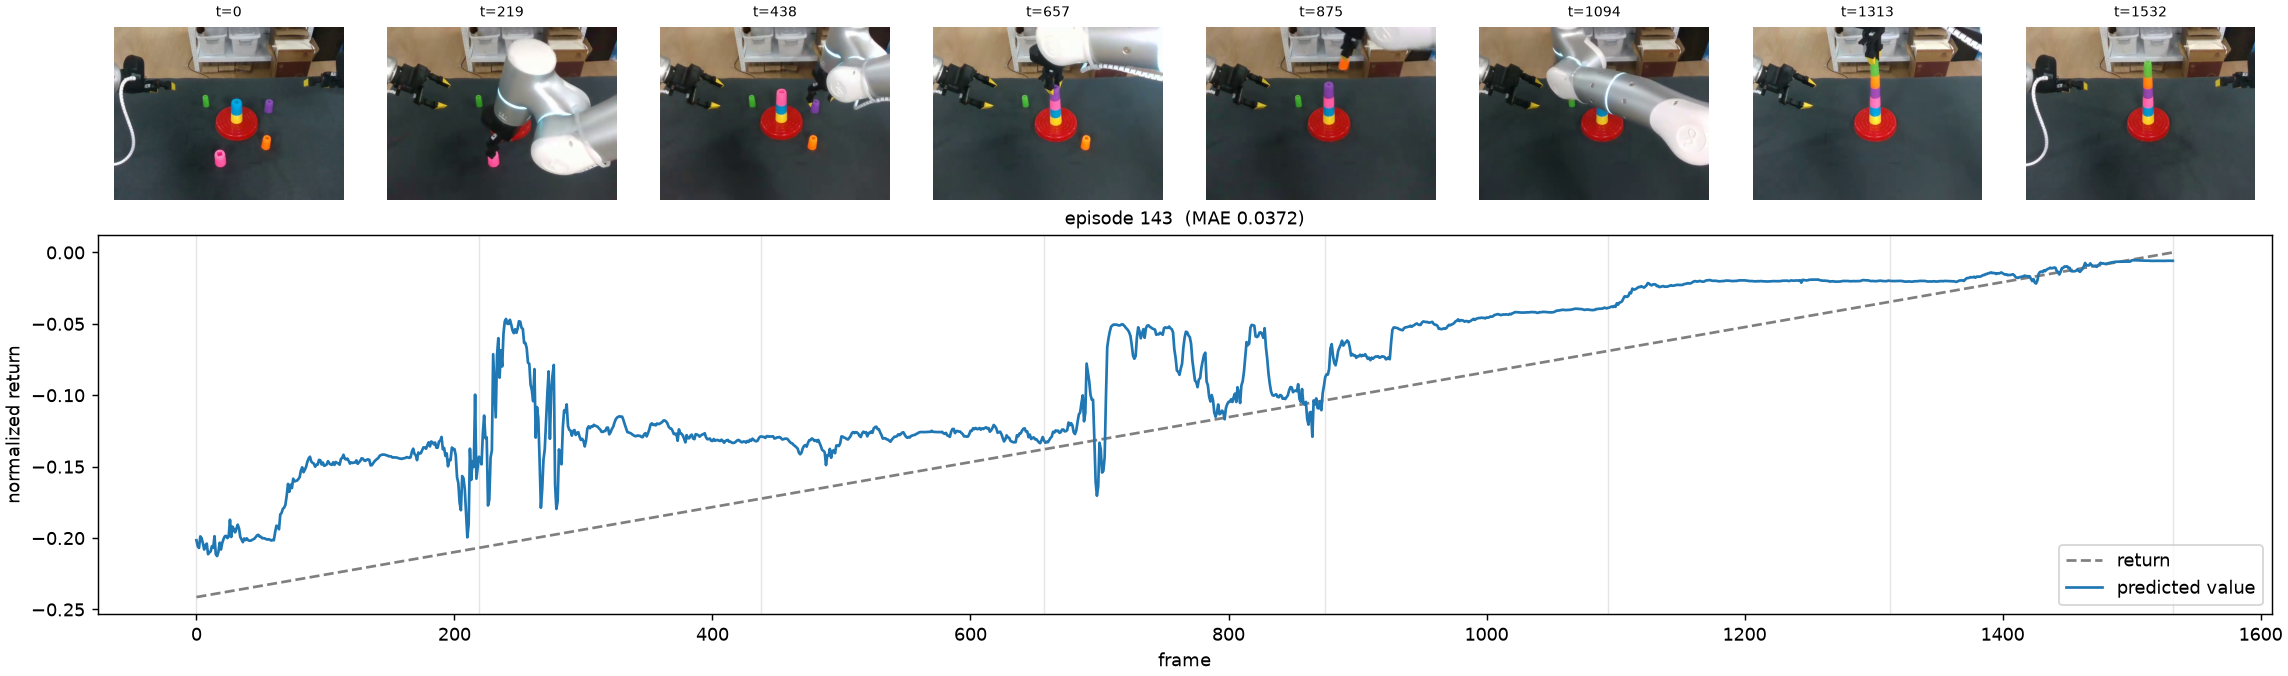 t=0
t=219
t=438
t=657
t=875
t=1094
t=1313
t=1532
episode 143 (MAE 0.0372)
normalized return
0.00
−0.05
−0.10
−0.15
−0.20
−0.25
0
200
400
600
800
1000
1200
1400
1600
frame
return
predicted value